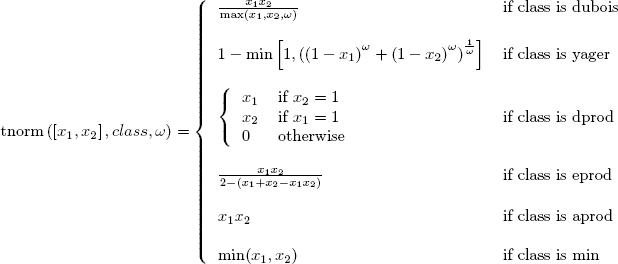 tnorm ([x₁, x₂], class, ω) =
x₁x₂ / max(x₁,x₂,ω) if class is dubois
1 − min [1, ((1 − x₁)^ω + (1 − x₂)^ω)^(1/ω)] if class is yager
x₁ if x₂ = 1
x₂ if x₁ = 1
0 otherwise
if class is dprod
x₁x₂ / 2−(x₁+x₂−x₁x₂) if class is eprod
x₁x₂ if class is aprod
min(x₁, x₂) if class is min